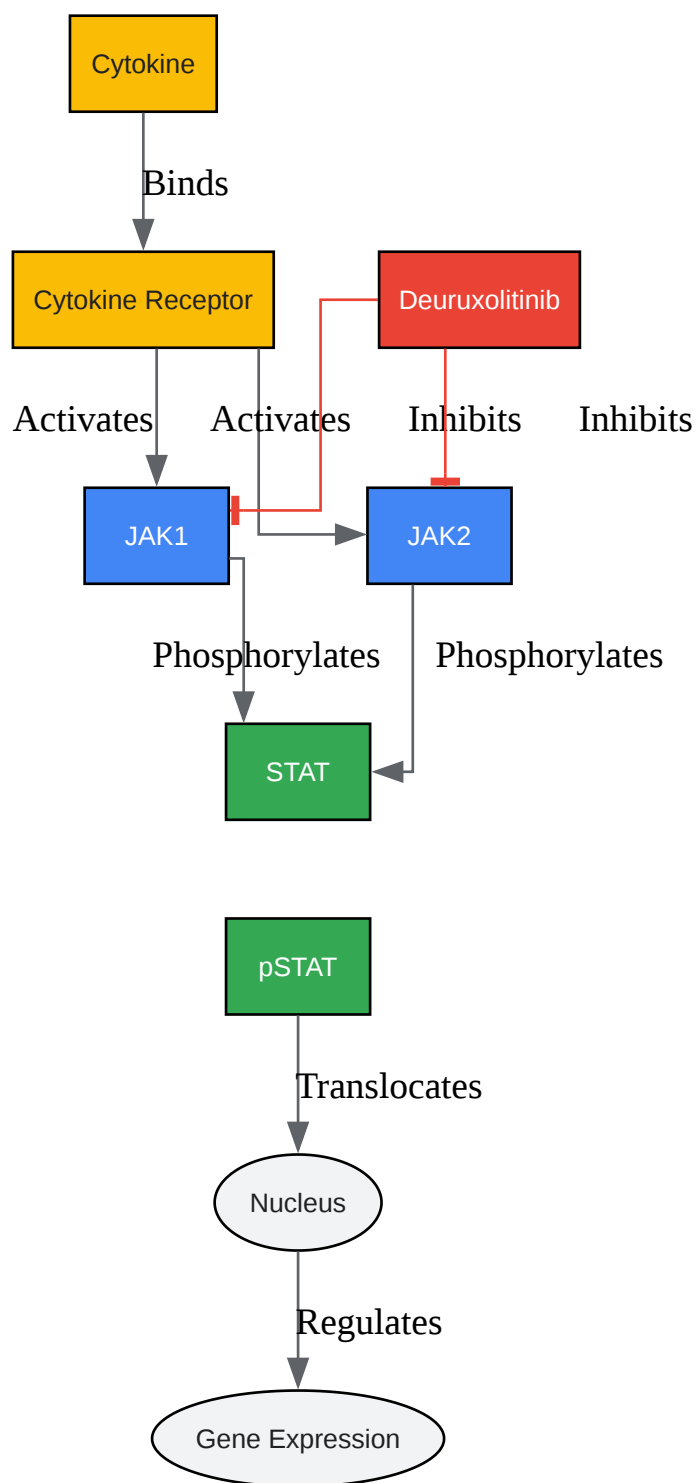 Cytokine
Binds
Cytokine Receptor
Deuruxolitinib
Activates
Activates
Inhibits
Inhibits
JAK1
JAK2
Phosphorylates
Phosphorylates
STAT
pSTAT
Translocates
Nucleus
Regulates
Gene Expression